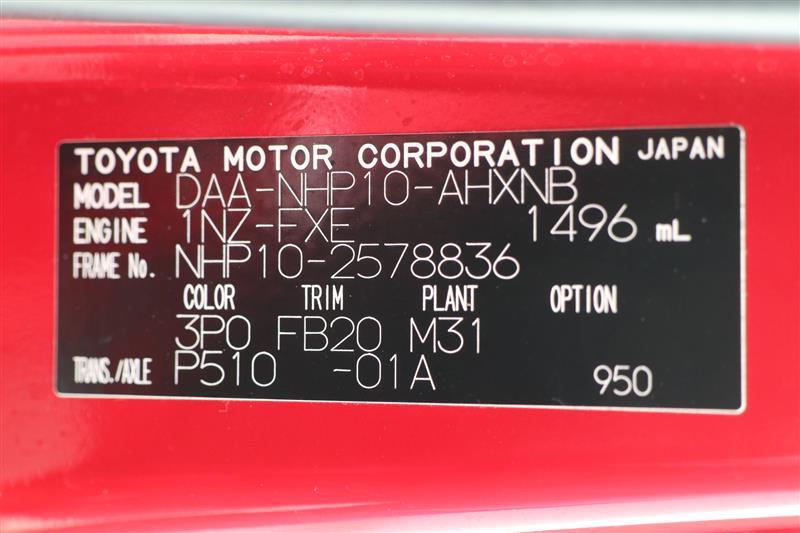 TOYOTA MOTOR CORPORATION JAPAN
MODEL DAA-NHP10-AHXNB
ENGINE 1NZ-FXE 1496 mL
FRAME No. NHP10-2578836
COLOR TRIM PLANT OPTION
3P0 FB20 M31
TRANS./AXLE P510 -01A 950